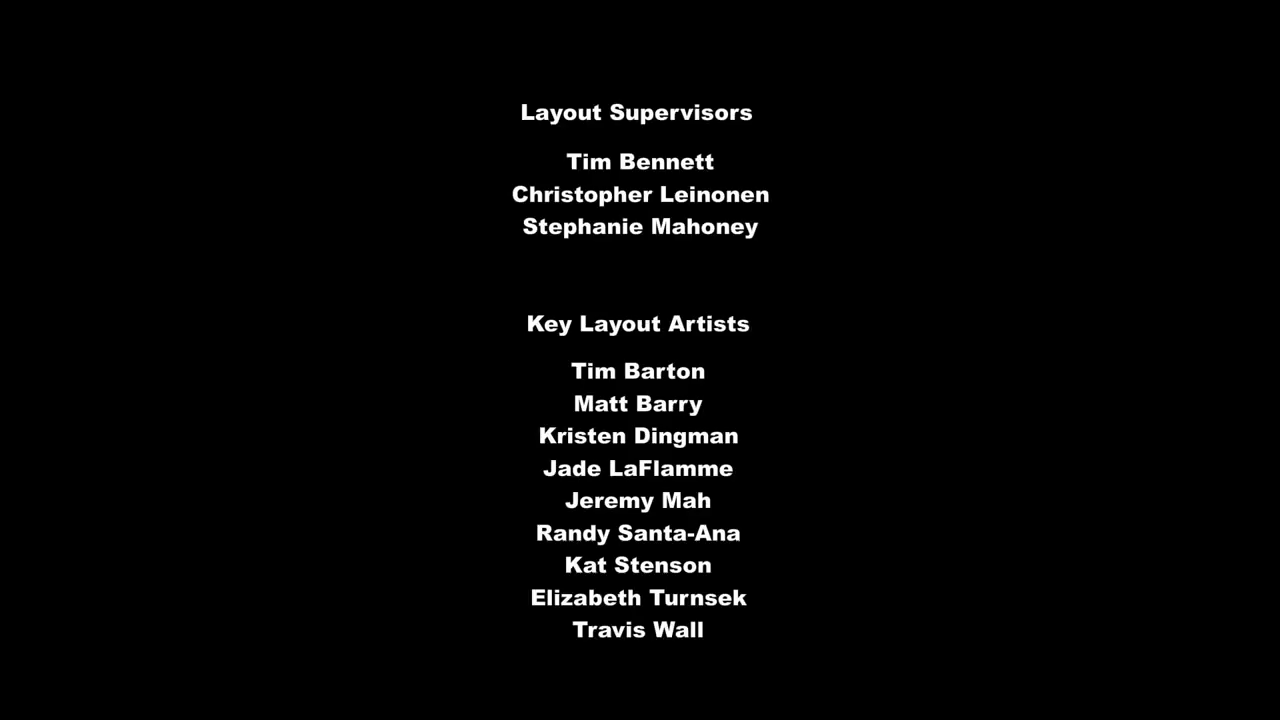 Layout Supervisors
Tim Bennett
Christopher Leinonen
Stephanie Mahoney
Key Layout Artists
Tim Barton
Matt Barry
Kristen Dingman
Jade LaFlamme
Jeremy Mah
Randy Santa-Ana
Kat Stenson
Elizabeth Turnsek
Travis Wall